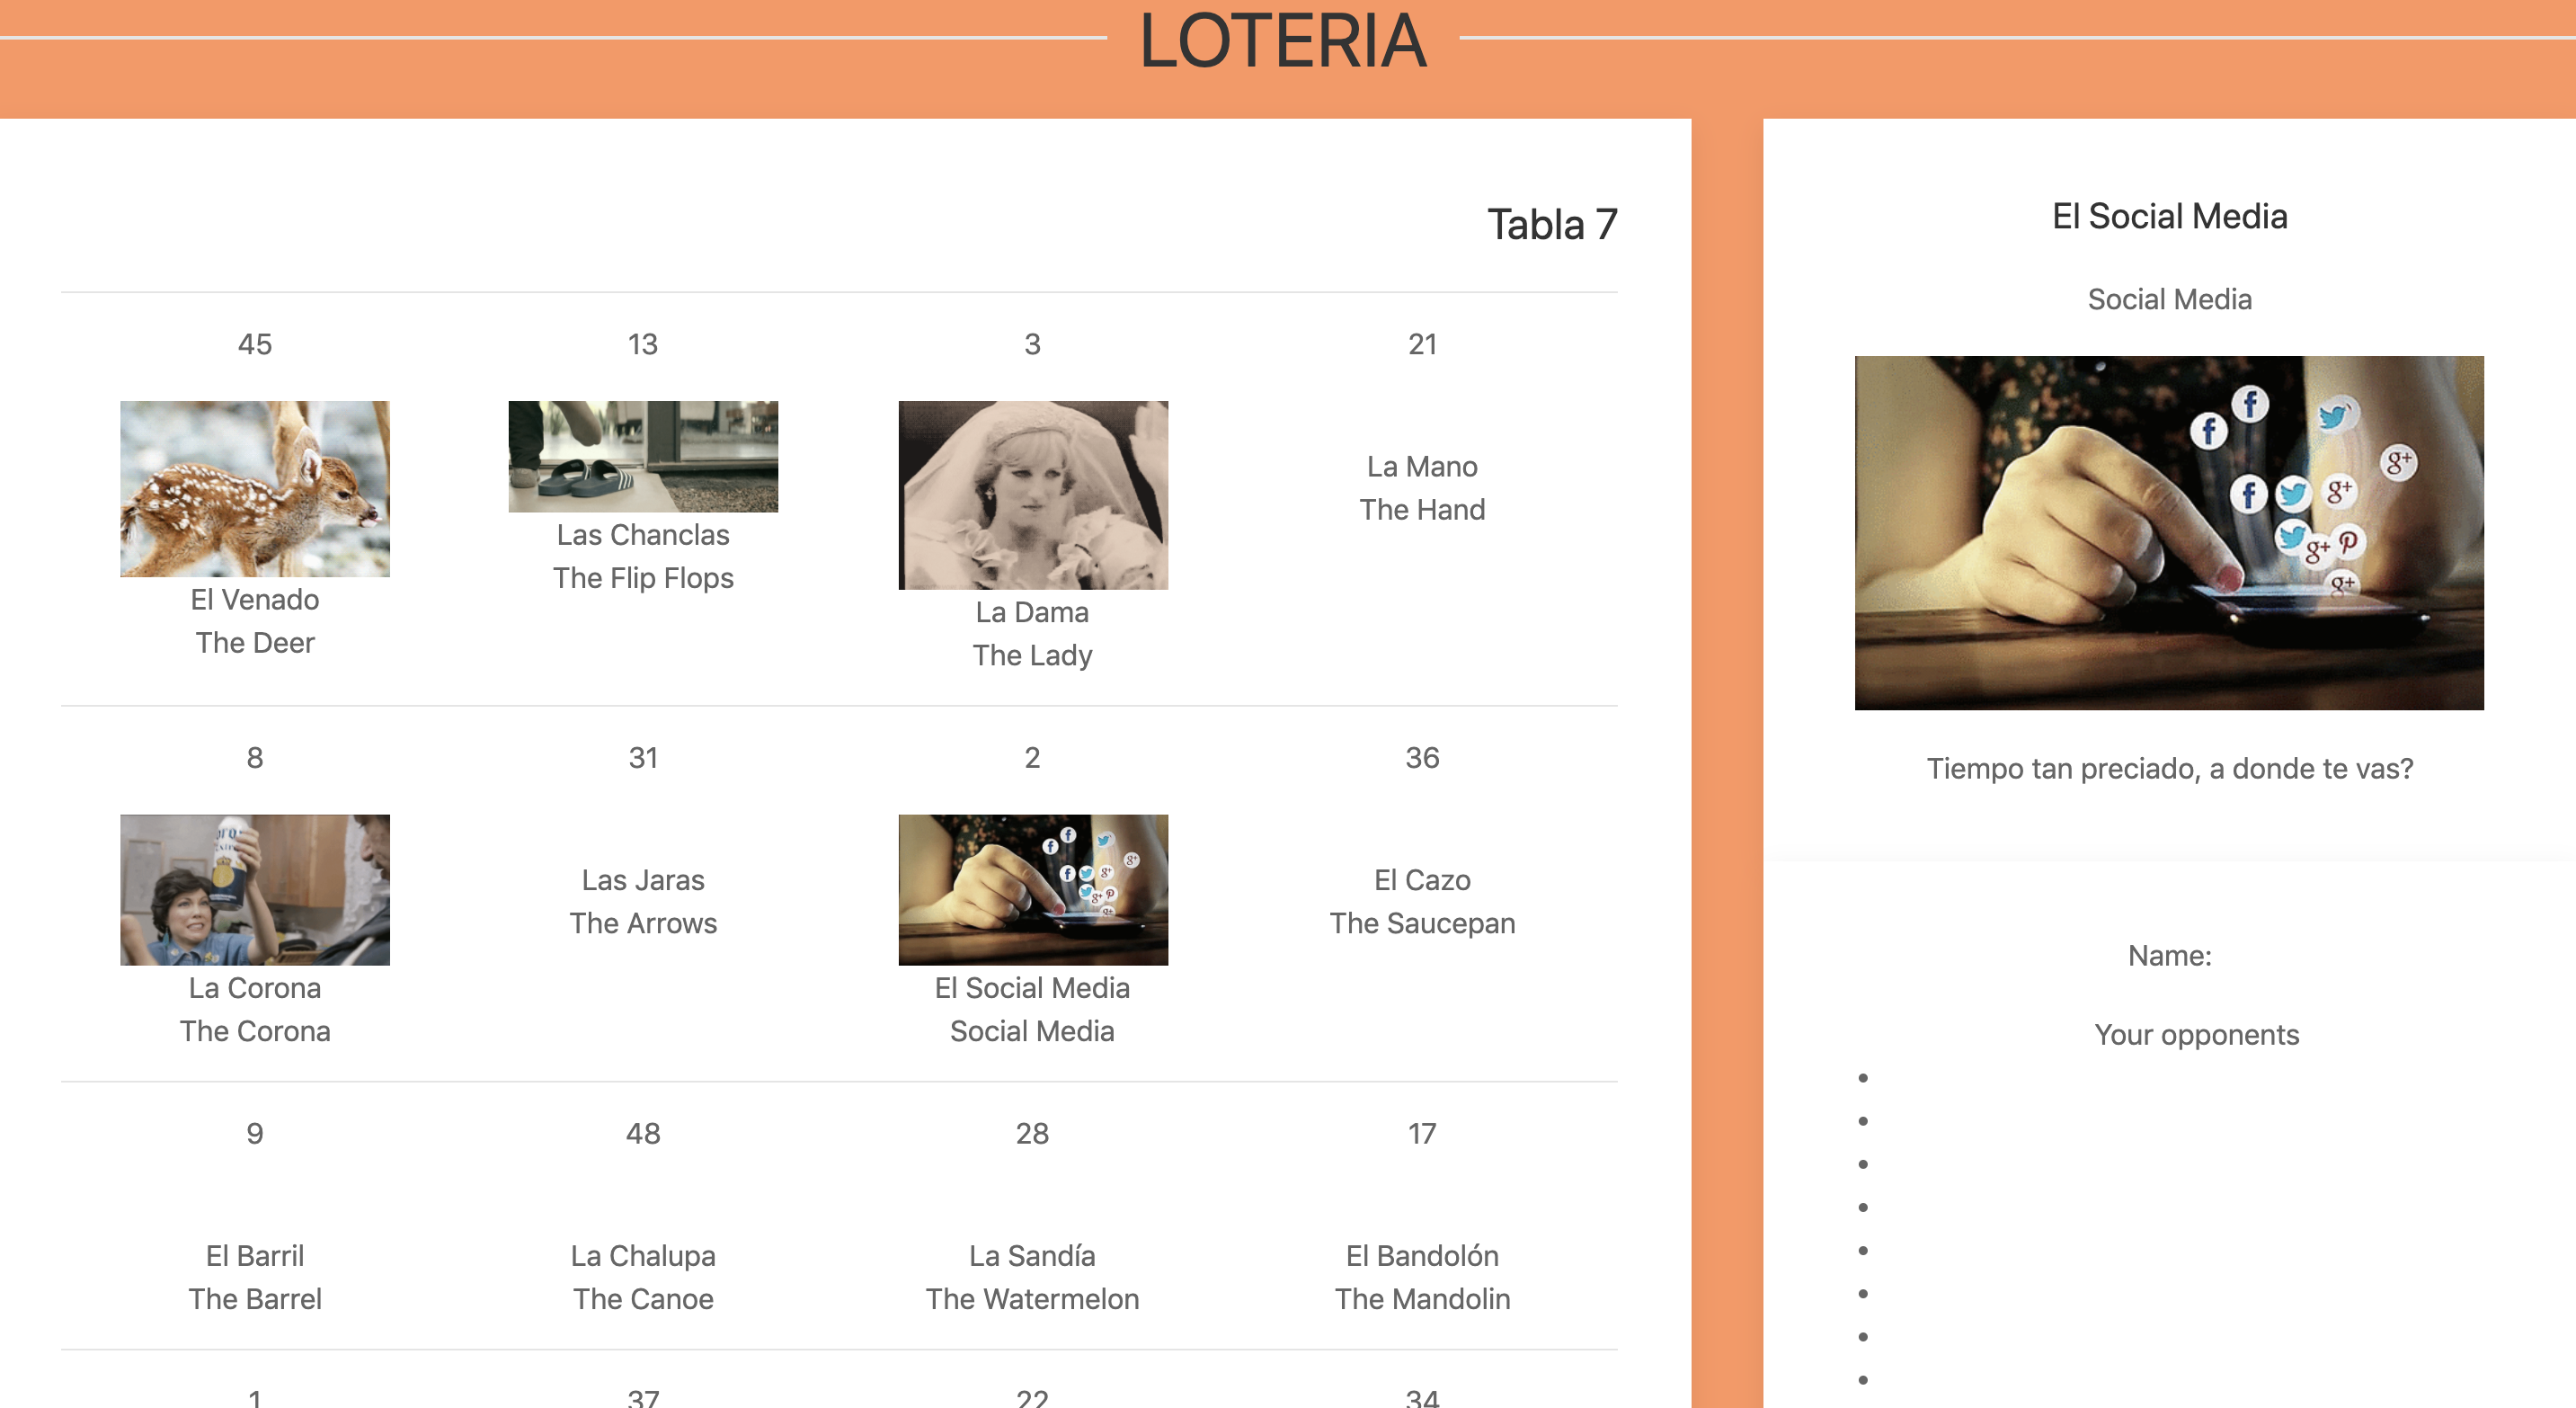 LOTERIA
Tabla 7
45 13 3 21
El Venado
The Deer
Las Chanclas
The Flip Flops
La Dama
The Lady
La Mano
The Hand
8 31 2 36
La Corona
The Corona
Las Jaras
The Arrows
El Social Media
Social Media
El Cazo
The Saucepan
9 48 28 17
El Barril
The Barrel
La Chalupa
The Canoe
La Sandía
The Watermelon
El Bandolón
The Mandolin
1 37 22 34
El Social Media
Social Media
f
f
g+
f
g+
g+
g+
Tiempo tan preciado, a donde te vas?
Name:
Your opponents